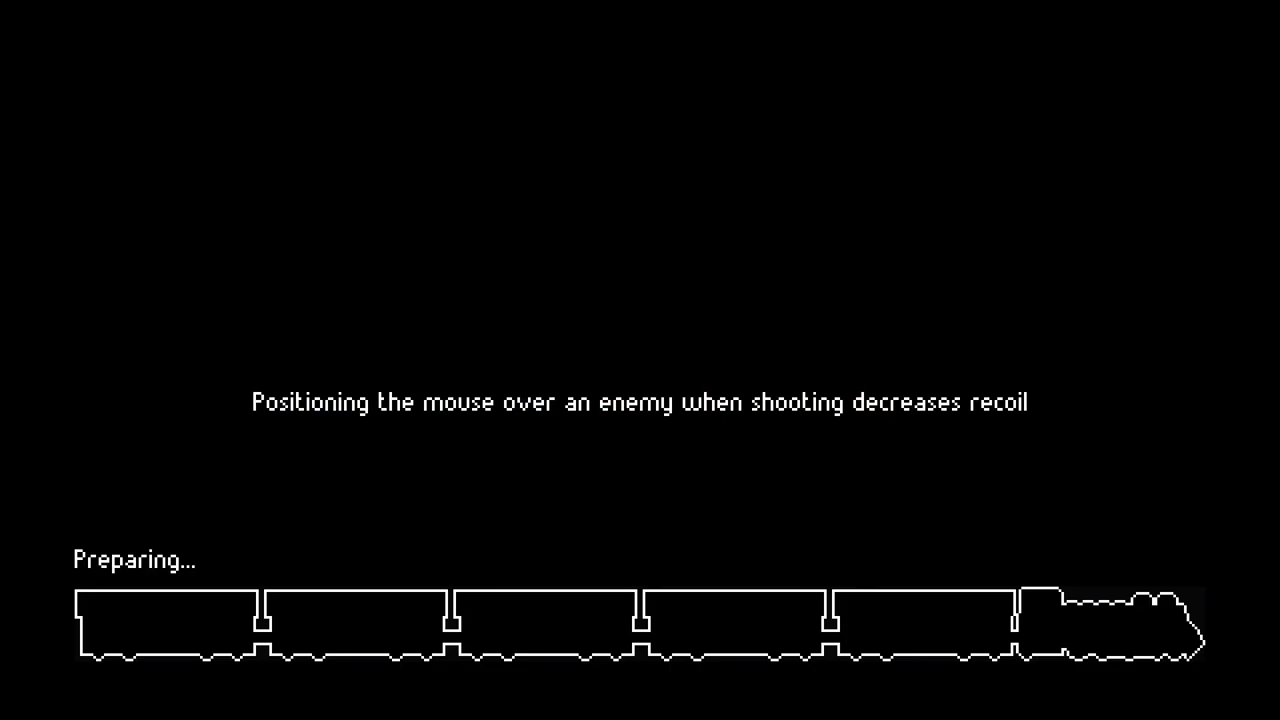 Positioning the mouse over an enemy when shooting decreases recoil
Preparing...